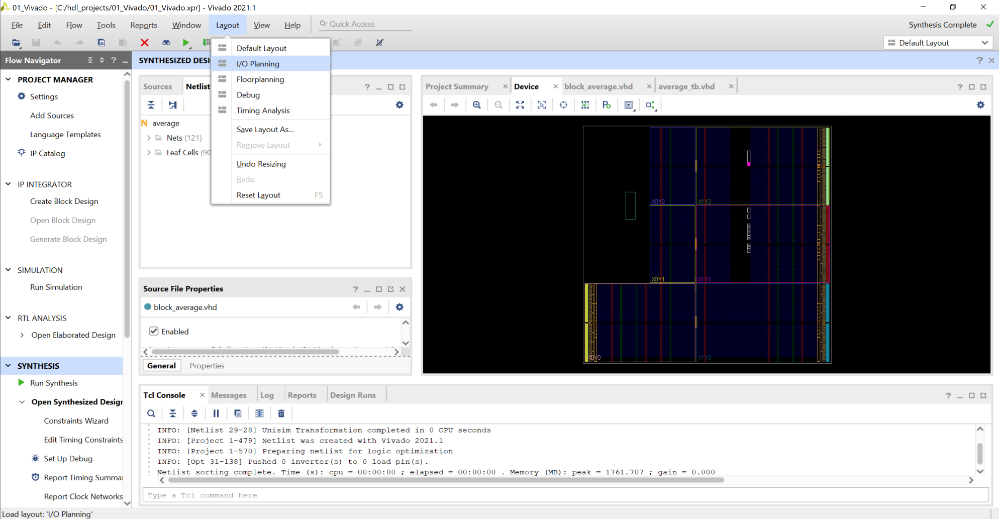 01_Vivado - [C:/hdl_projects/01_Vivado/01_Vivado.xpr] - Vivado 2021.1
File Edit Flow Tools Reports Window Layout View Help Quick Access
Synthesis Complete
Default Layout
Flow Navigator
PROJECT MANAGER
Settings
Add Sources
Language Templates
IP Catalog
IP INTEGRATOR
Create Block Design
Open Block Design
Generate Block Design
SIMULATION
Run Simulation
RTL ANALYSIS
Open Elaborated Design
SYNTHESIS
Run Synthesis
Open Synthesized Desig
Constraints Wizard
Edit Timing Constraints
Set Up Debug
Report Timing Summa
Report Clock Networks
SYNTHESIZED DESI
Sources Netlist
N average
Nets (121)
Leaf Cells (90
Default Layout
I/O Planning
Floorplanning
Debug
Timing Analysis
Save Layout As...
Remove Layout
Undo Resizing
Redo
Reset Layout F5
Source File Properties
block_average.vhd
Enabled
General Properties
Project Summary Device block_average.vhd average_tb.vhd
X0Y2 X1Y2
X0Y1 X1Y1
X0Y0 X1Y0
Tcl Console Messages Log Reports Design Runs
INFO: [Netlist 29-28] Unisim Transformation completed in 0 CPU seconds
INFO: [Project 1-479] Netlist was created with Vivado 2021.1
INFO: [Project 1-570] Preparing netlist for logic optimization
INFO: [Opt 31-138] Pushed 0 inverter(s) to 0 load pin(s).
Netlist sorting complete. Time (s): cpu = 00:00:00 ; elapsed = 00:00:00 . Memory (MB): peak = 1761.707 ; gain = 0.000
Type a Tcl command here
Load layout: 'I/O Planning'